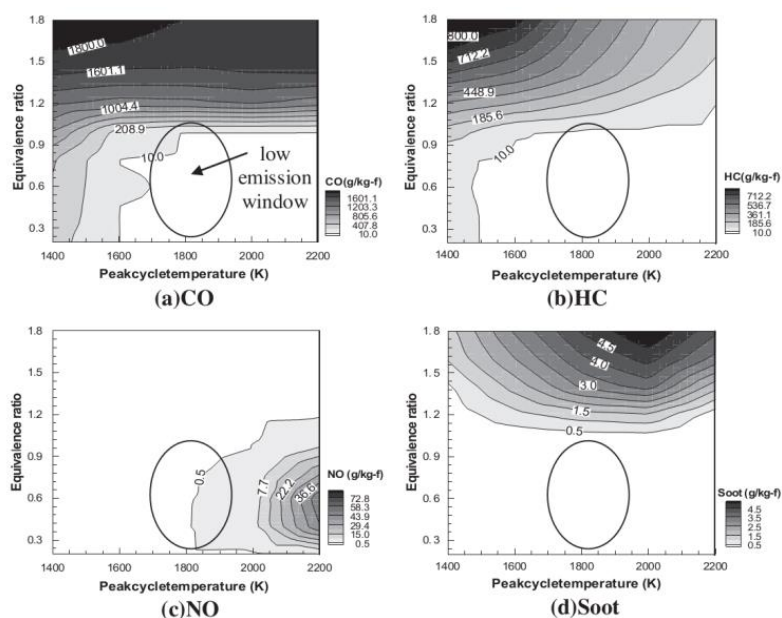 1.8
1.5
1.2
0.9
0.6
0.3
Equivalence ratio
1800.0
1601.1
1004.4
208.9
10.0
low
emission
window
CO(g/kg-f)
1601.1
1203.3
805.6
407.8
10.0
1400 1600 1800 2000 2200
Peakcycletemperature (K)
(a)CO
1.8
1.5
1.2
0.9
0.6
0.3
Equivalence ratio
800.0
712.2
448.9
185.6
10.0
HC(g/kg-f)
712.2
536.7
361.1
185.6
10.0
1400 1600 1800 2000 2200
Peakcycletemperature (K)
(b)HC
1.8
1.5
1.2
0.9
0.6
0.3
Equivalence ratio
0.5
7.7
22.2
36.6
NO (g/kg-f)
72.8
58.3
43.9
29.4
15.0
0.5
1400 1600 1800 2000 2200
Peakcycletemperature (K)
(c)NO
1.8
1.5
1.2
0.9
0.6
0.3
Equivalence ratio
4.5
4.0
3.0
1.5
0.5
Soot (g/kg-f)
4.5
3.5
2.5
1.5
0.5
1400 1600 1800 2000 2200
Peakcycletemperature (K)
(d)Soot